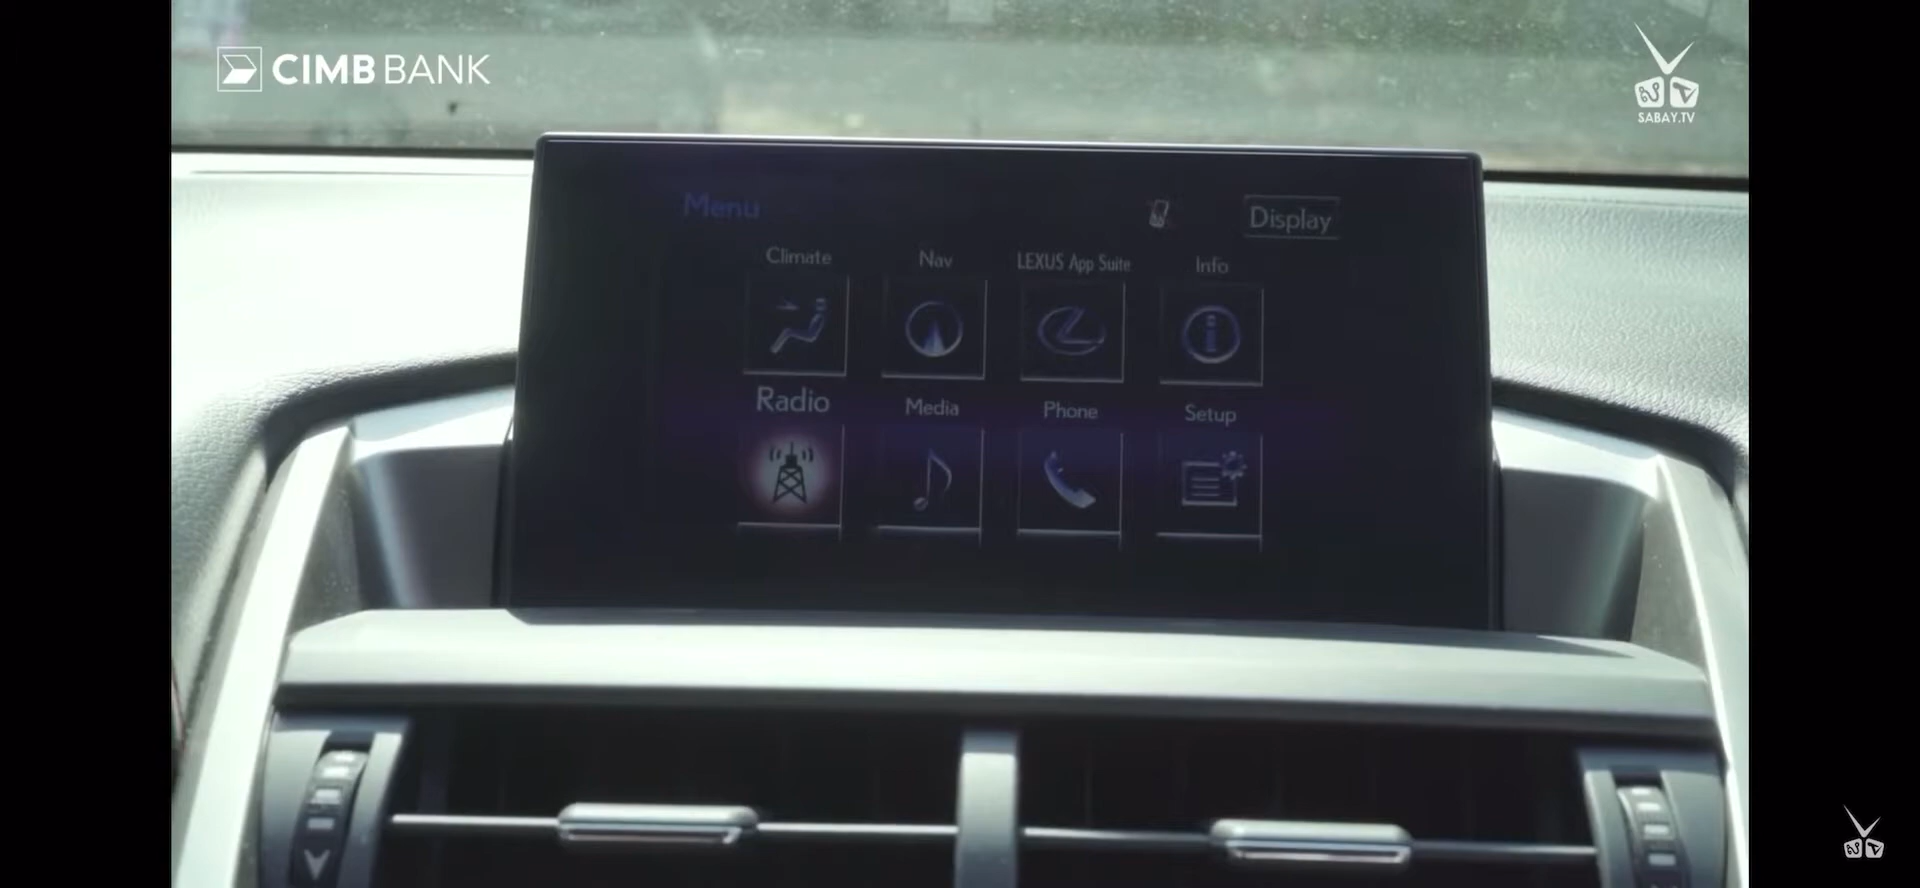 CIMB BANK
SABAY.TV
Menu
Display
Climate
Nav
LEXUS App Suite
Info
Radio
Media
Phone
Setup